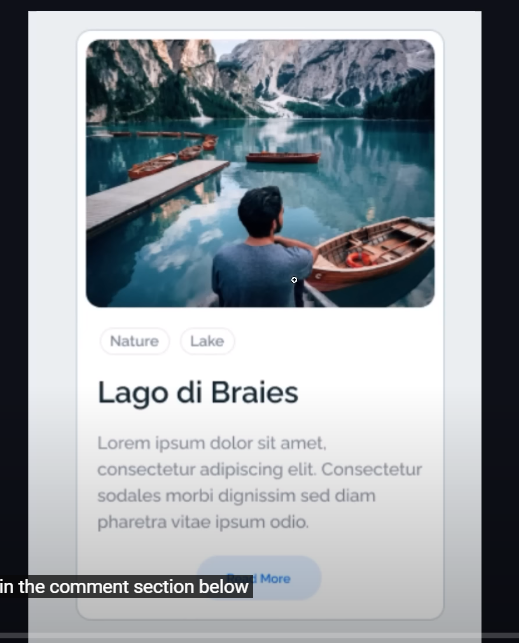 Nature Lake
Lago di Braies
Lorem ipsum dolor sit amet,
consectetur adipiscing elit. Consectetur
sodales morbi dignissim sed diam
pharetra vitae ipsum odio.
Read More
in the comment section below